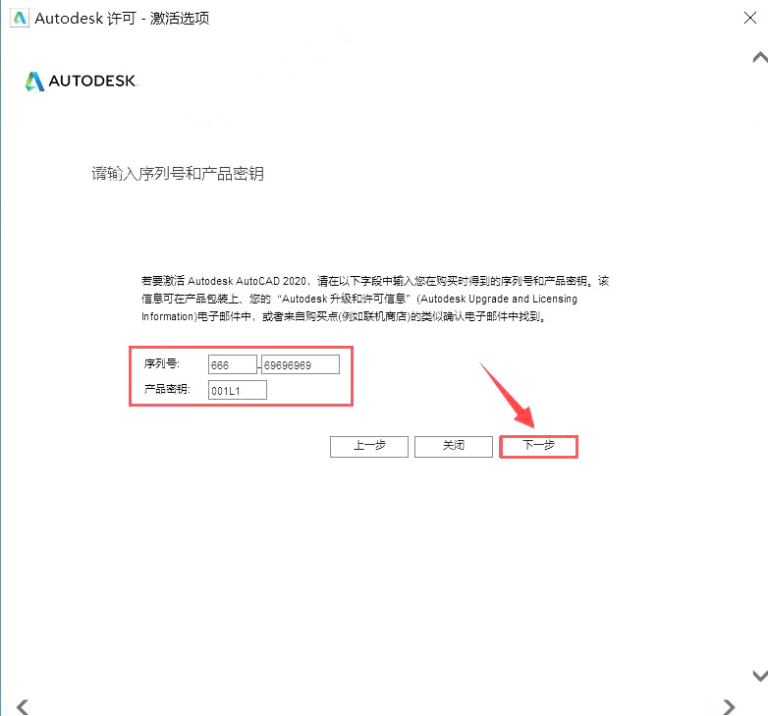 Autodesk 许可 - 激活选项
AUTODESK
请输入序列号和产品密钥
若要激活 Autodesk AutoCAD 2020，请在以下字段中输入您在购买时得到的序列号和产品密钥。该
信息可在产品包装上、您的“Autodesk 升级和许可信息”(Autodesk Upgrade and Licensing
Information)电子邮件中，或者来自购买点(例如联机商店)的类似确认电子邮件中找到。
序列号: 666 - 69696969
产品密钥: 001L1
上一步 关闭 下一步